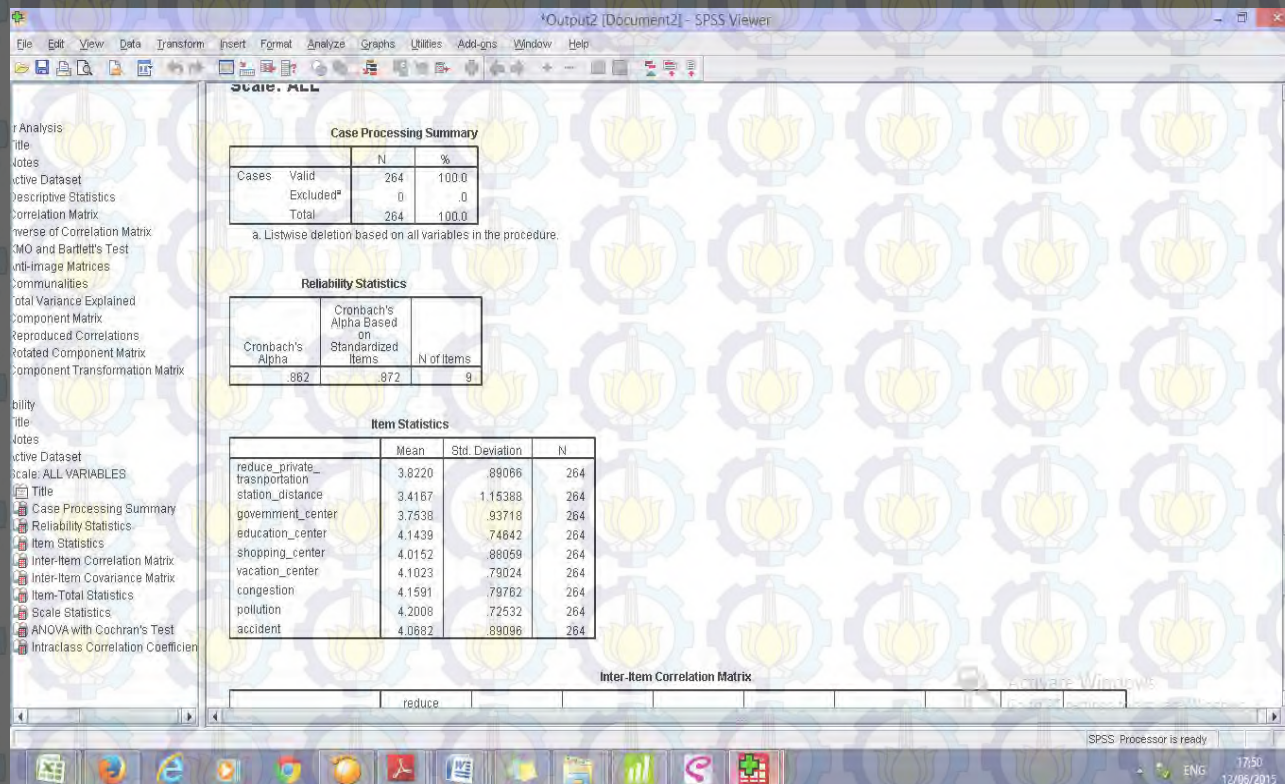 *Output2 [Document2] - SPSS Viewer
File Edit View Data Transform Insert Format Analyze Graphs Utilities Add-ons Window Help
r Analysis
Title
Notes
Active Dataset
Descriptive Statistics
Correlation Matrix
nverse of Correlation Matrix
KMO and Bartlett's Test
Anti-image Matrices
Communalities
Total Variance Explained
Component Matrix
Reproduced Correlations
Rotated Component Matrix
Component Transformation Matrix
bility
Title
Notes
Active Dataset
Scale: ALL VARIABLES
Title
Case Processing Summary
Reliability Statistics
Item Statistics
Inter-Item Correlation Matrix
Inter-Item Covariance Matrix
Item-Total Statistics
Scale Statistics
ANOVA with Cochran's Test
Intraclass Correlation Coefficien
Scale: ALL
Case Processing Summary
N %
Cases Valid 264 100.0
Excluded^a 0 .0
Total 264 100.0
a. Listwise deletion based on all variables in the procedure.
Reliability Statistics
Cronbach's Alpha
Cronbach's Alpha Based on Standardized Items
N of Items
.862 .872 9
Item Statistics
Mean Std. Deviation N
reduce_private_trasnportation 3.8220 .89066 264
station_distance 3.4167 1.15388 264
government_center 3.7538 .93718 264
education_center 4.1439 .74642 264
shopping_center 4.0152 .88059 264
vacation_center 4.1023 .79024 264
congestion 4.1591 .79762 264
pollution 4.2008 .72532 264
accident 4.0682 .89096 264
Inter-Item Correlation Matrix
reduce
Activate Windows
SPSS Processor is ready
ENG
17:50
12/06/2015